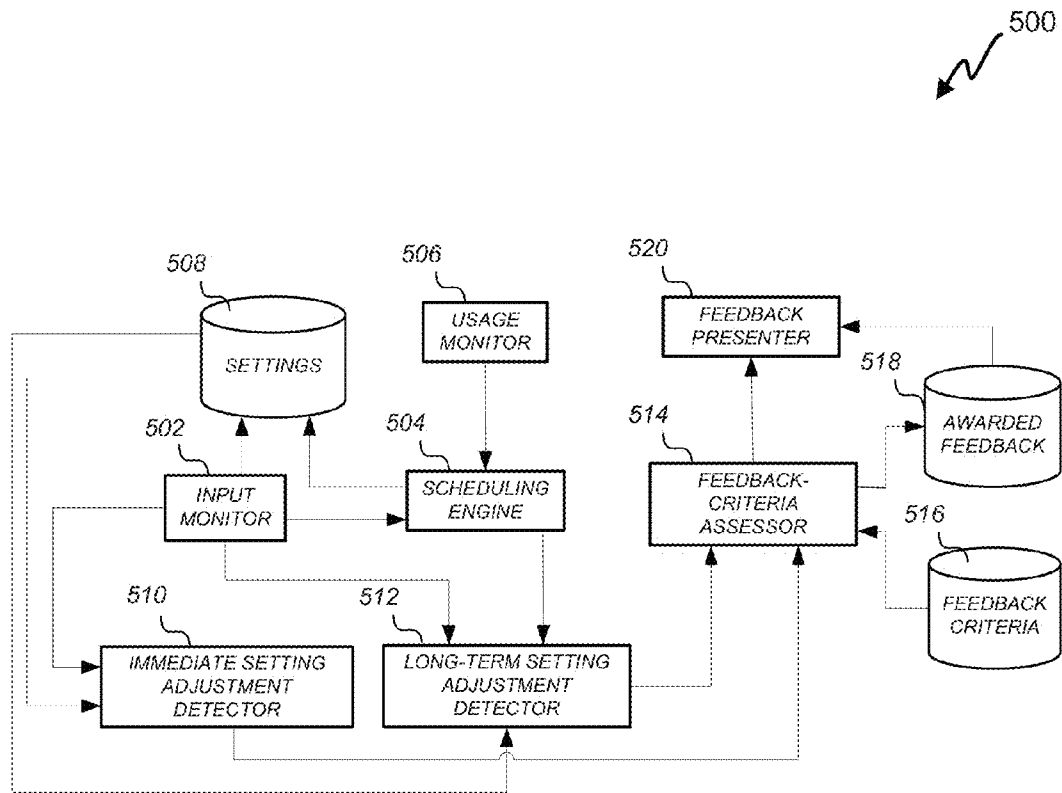 500
506
USAGE
MONITOR
508
SETTINGS
520
FEEDBACK
PRESENTER
518
AWARDED
FEEDBACK
502
INPUT
MONITOR
504
SCHEDULING
ENGINE
514
FEEDBACK-
CRITERIA
ASSESSOR
516
FEEDBACK
CRITERIA
510
IMMEDIATE SETTING
ADJUSTMENT
DETECTOR
512
LONG-TERM SETTING
ADJUSTMENT
DETECTOR